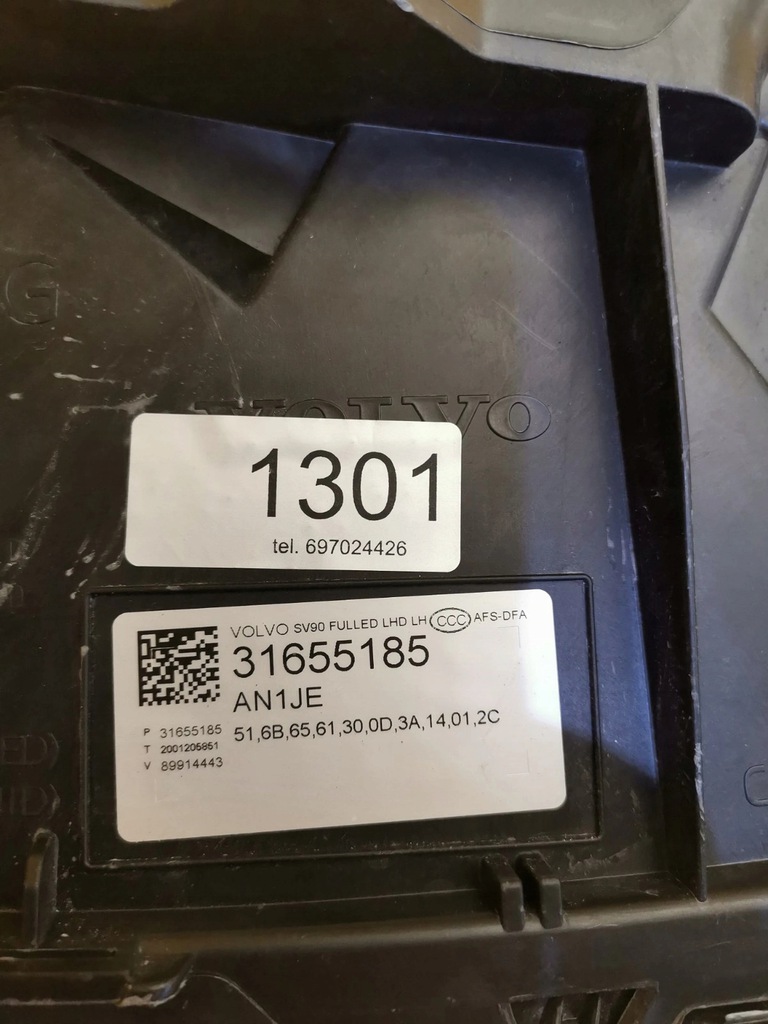 G
VOLVO
1301
tel. 697024426
VOLVO SV90 FULLED LHD LH CCC AFS-DFA
31655185
AN1JE
51,6B,65,61,30,0D,3A,14,01,2C
P 31655185
T 2001205851
V 89914443